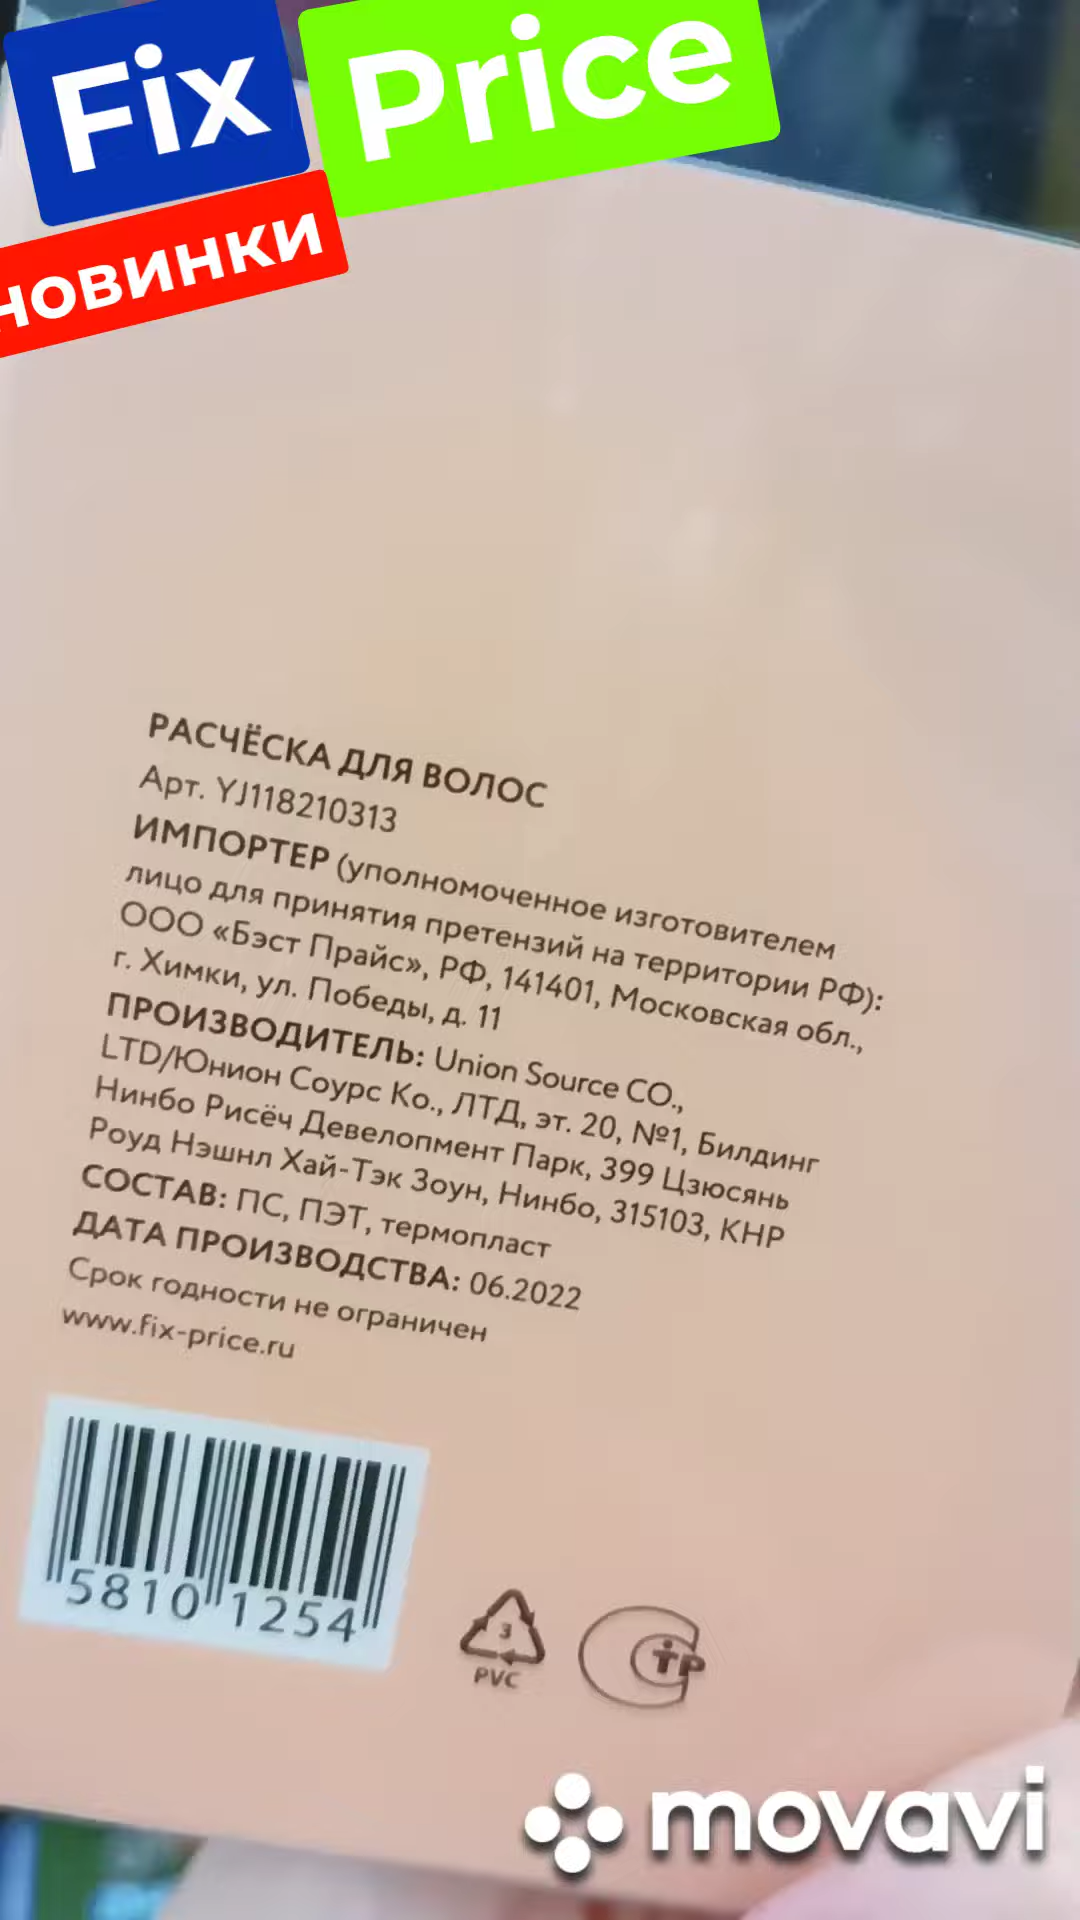 Fix Price
новинки
РАСЧЁСКА ДЛЯ ВОЛОС
Арт. YJ118210313
ИМПОРТЕР (уполномоченное изготовителем
лицо для принятия претензий на территории РФ):
ООО «Бэст Прайс», РФ, 141401, Московская обл.,
г. Химки, ул. Победы, д. 11
ПРОИЗВОДИТЕЛЬ: Union Source CO.,
LTD/Юнион Соурс Ко., ЛТД, эт. 20, №1, Билдинг
Нинбо Рисёч Девелопмент Парк, 399 Цзюсянь
Роуд Нэшнл Хай-Тэк Зоун, Нинбо, 315103, КНР
СОСТАВ: ПС, ПЭТ, термопласт
ДАТА ПРОИЗВОДСТВА: 06.2022
Срок годности не ограничен
www.fix-price.ru
5810 1254
3
PVC
СТР
movavi